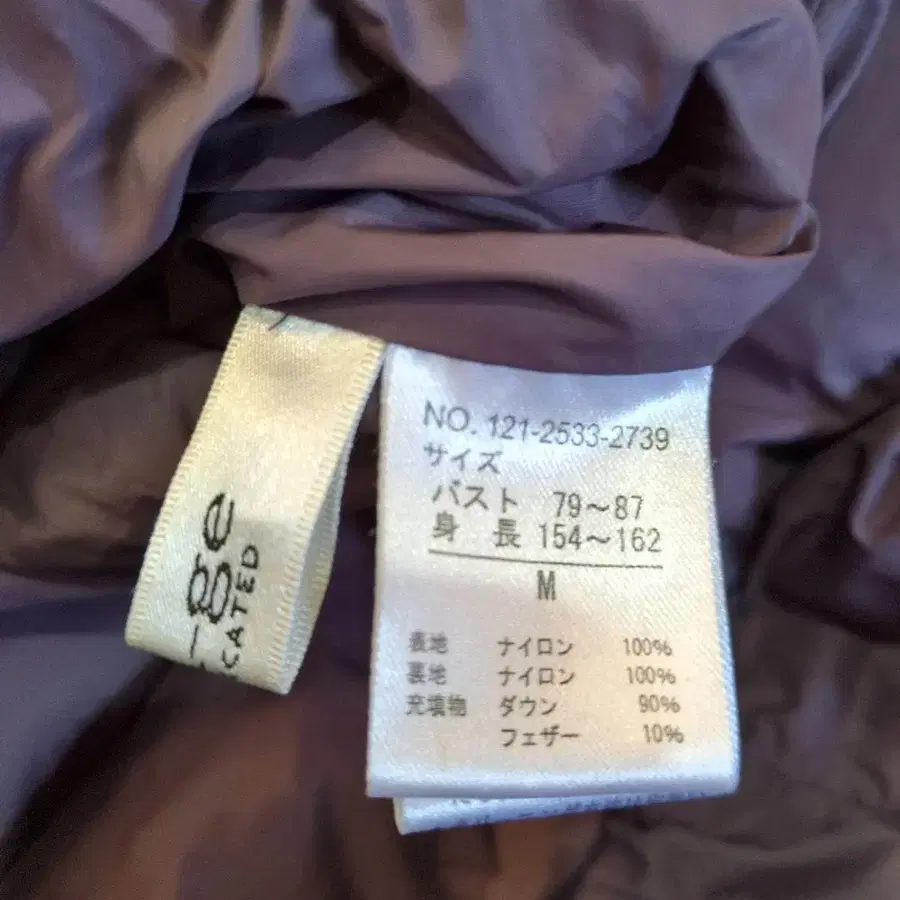 ge
CATED
NO. 121-2533-2739
サイズ
バスト 79～87
身 長 154～162
M
表地 ナイロン 100%
裏地 ナイロン 100%
充填物 ダウン 90%
フェザー 10%